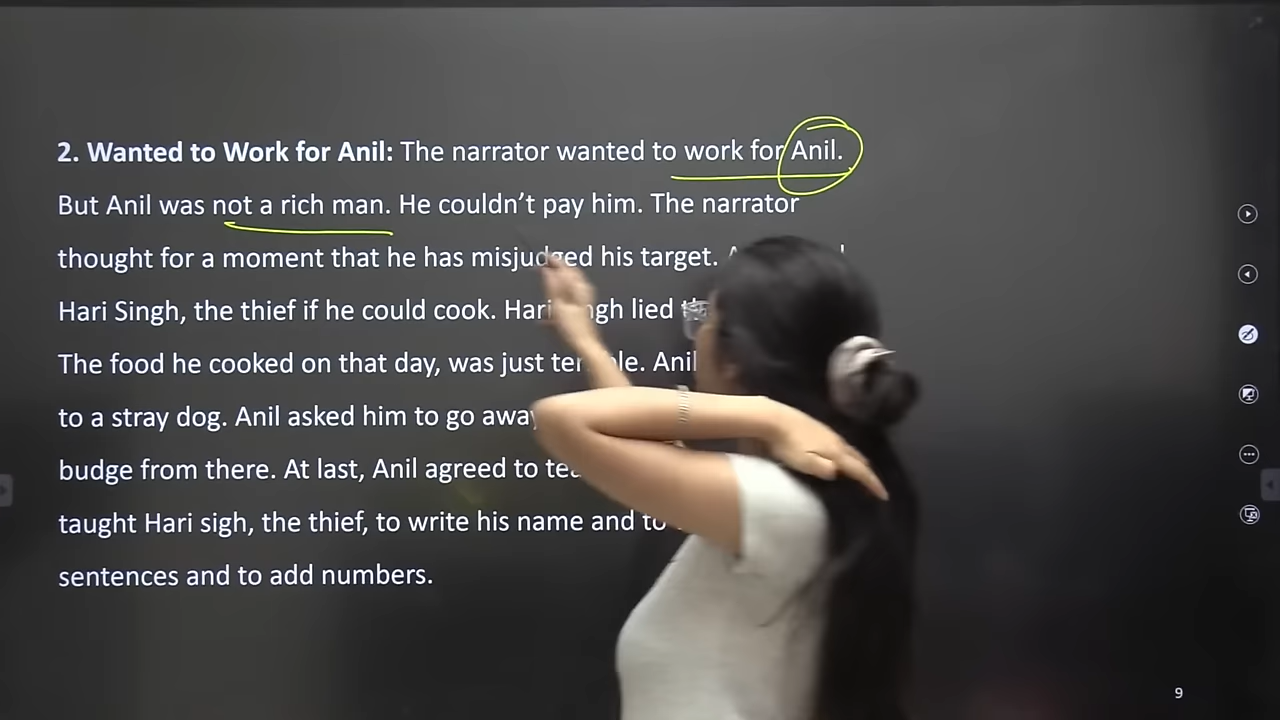 2. Wanted to Work for Anil: The narrator wanted to work for Anil.
But Anil was not a rich man. He couldn’t pay him. The narrator
thought for a moment that he has misjudged his target.
Hari Singh, the thief if he could cook. Hari Singh lied
The food he cooked on that day, was just terrible. Anil
to a stray dog. Anil asked him to go away
budge from there. At last, Anil agreed to
taught Hari sigh, the thief, to write his name and to
sentences and to add numbers.
9